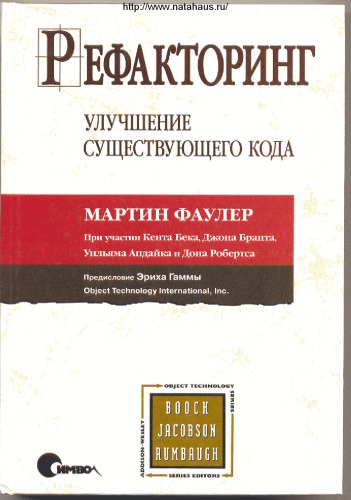 http://www.natahaus.ru/
РЕФАКТОРИНГ
УЛУЧШЕНИЕ
СУЩЕСТВУЮЩЕГО КОДА
МАРТИН ФАУЛЕР
При участии Кента Бека, Джона Бранта,
Уильяма Апдайка и Дона Робертса
Предисловие Эриха Гаммы
Object Technology International, Inc.
OBJECT TECHNOLOGY
SERIES
ADDISON-WESLEY
BOOCH
JACOBSON
RUMBAUGH
SERIES EDITORS
СИМВОЛ